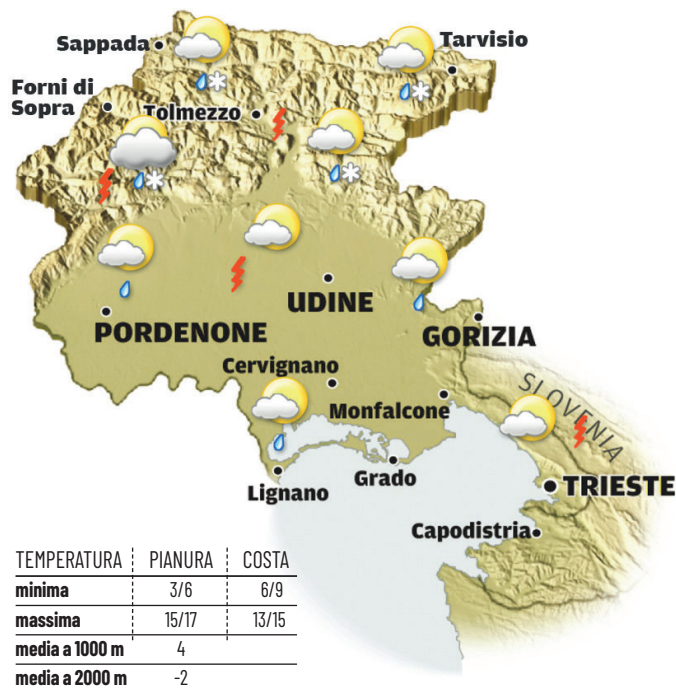 Sappada
Tarvisio
Forni di
Sopra
Tolmezzo
UDINE
PORDENONE
GORIZIA
Cervignano
SLOVENIA
Monfalcone
Grado
TRIESTE
Lignano
Capodistria
TEMPERATURA PIANURA COSTA
minima 3/6 6/9
massima 15/17 13/15
media a 1000 m 4
media a 2000 m -2